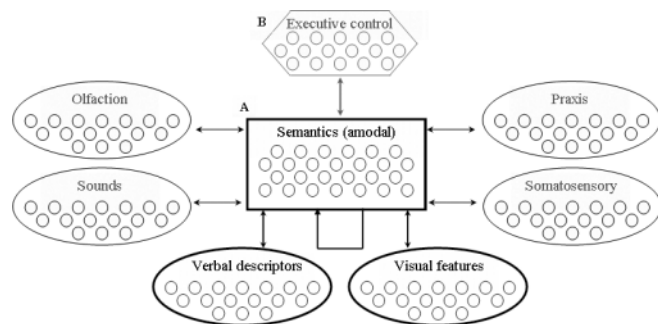 B
Executive control
Olfaction
A
Praxis
Semantics (amodal)
Sounds
Somatosensory
Verbal descriptors
Visual features